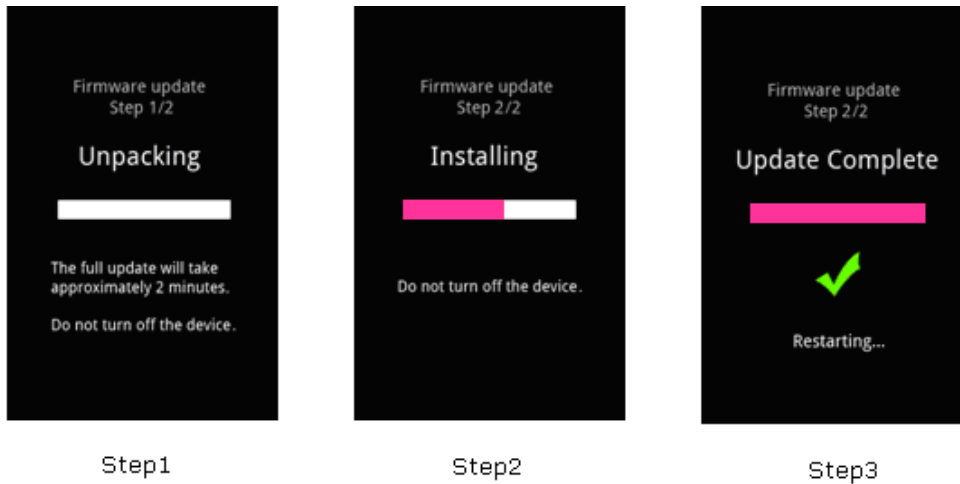 Firmware update
Step 1/2
Unpacking
The full update will take
approximately 2 minutes.
Do not turn off the device.
Step1
Firmware update
Step 2/2
Installing
Do not turn off the device.
Step2
Firmware update
Step 2/2
Update Complete
Restarting...
Step3